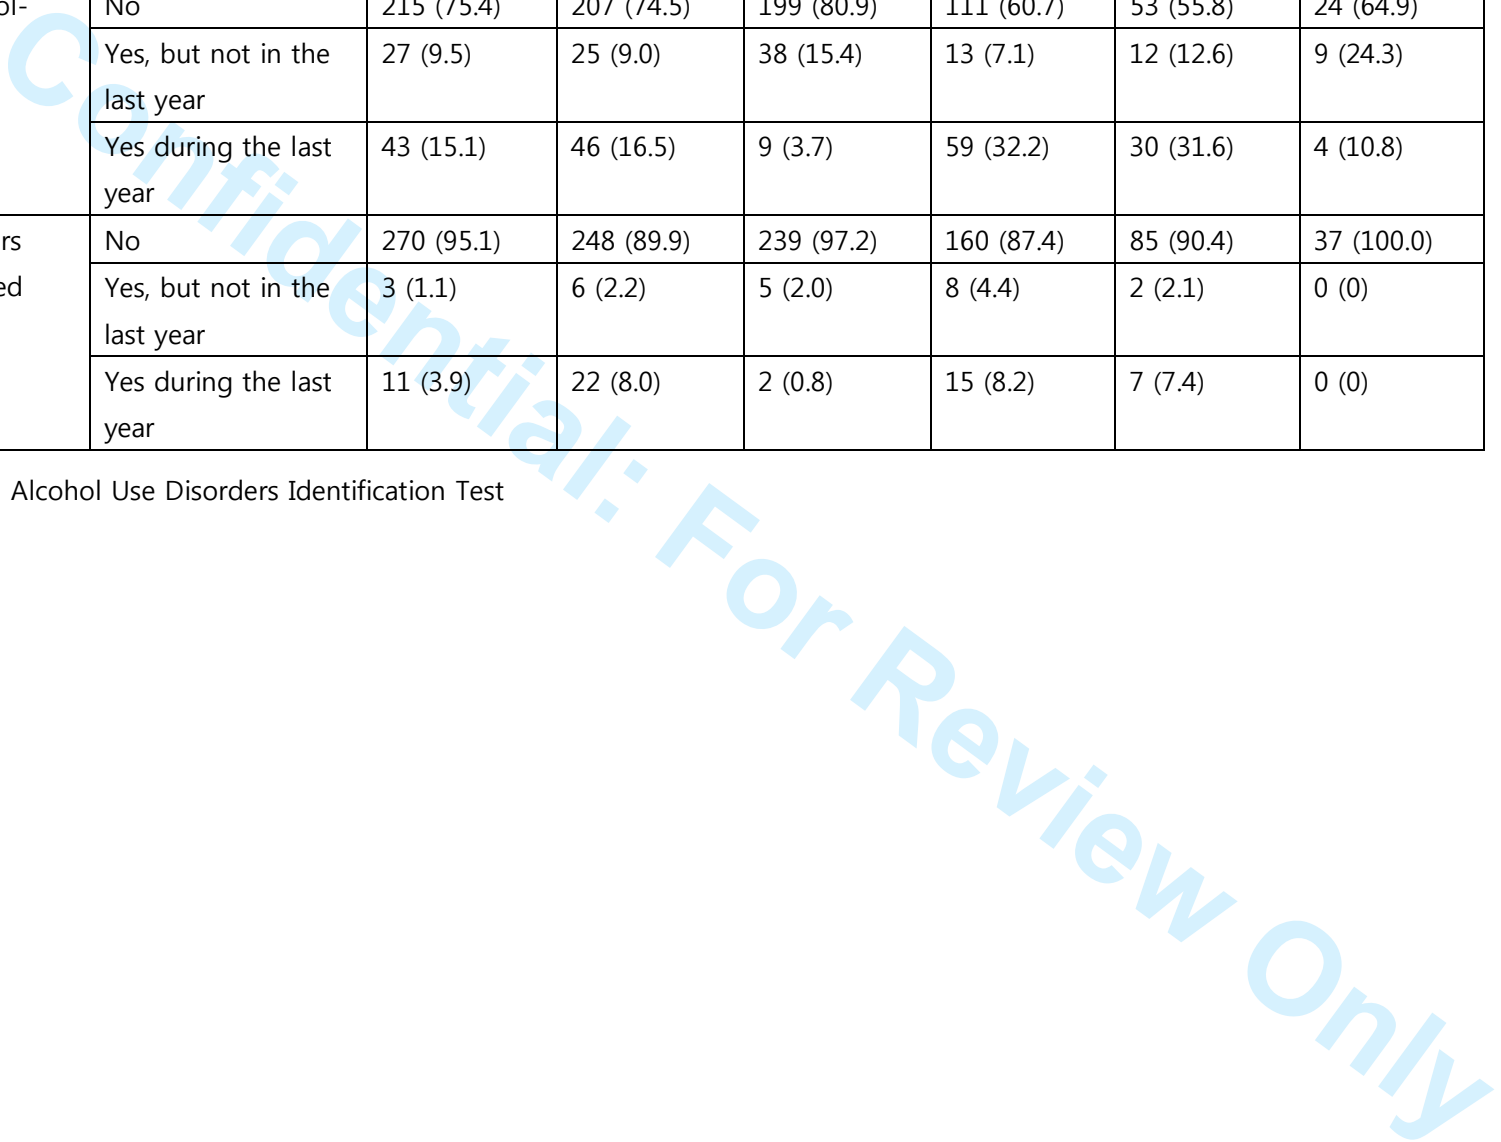 ol- No 215 (75.4) 207 (74.5) 199 (80.9) 111 (60.7) 53 (55.8) 24 (64.9)
Yes, but not in the 27 (9.5) 25 (9.0) 38 (15.4) 13 (7.1) 12 (12.6) 9 (24.3)
last year
Yes during the last 43 (15.1) 46 (16.5) 9 (3.7) 59 (32.2) 30 (31.6) 4 (10.8)
year
rs No 270 (95.1) 248 (89.9) 239 (97.2) 160 (87.4) 85 (90.4) 37 (100.0)
ed Yes, but not in the 3 (1.1) 6 (2.2) 5 (2.0) 8 (4.4) 2 (2.1) 0 (0)
last year
Yes during the last 11 (3.9) 22 (8.0) 2 (0.8) 15 (8.2) 7 (7.4) 0 (0)
year
Alcohol Use Disorders Identification Test
Confidential: For Review Only